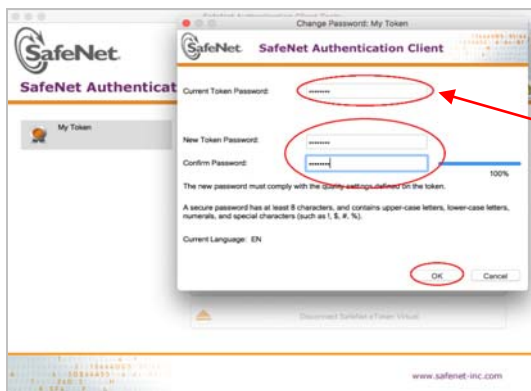 Change Password: My Token
SafeNet.
SafeNet.
SafeNet Authentication Client
SafeNet Authenticat
Current Token Password:
My Token
New Token Password:
Confirm Password:
100%
The new password must comply with the quality settings defined on the token.
A secure password has at least 8 characters, and contains upper-case letters, lower-case letters,
numerals, and special characters (such as !, $, #, %).
Current Language: EN
OK
Cancel
Disconnect SafeNet eToken Virtual
www.safenet-inc.com